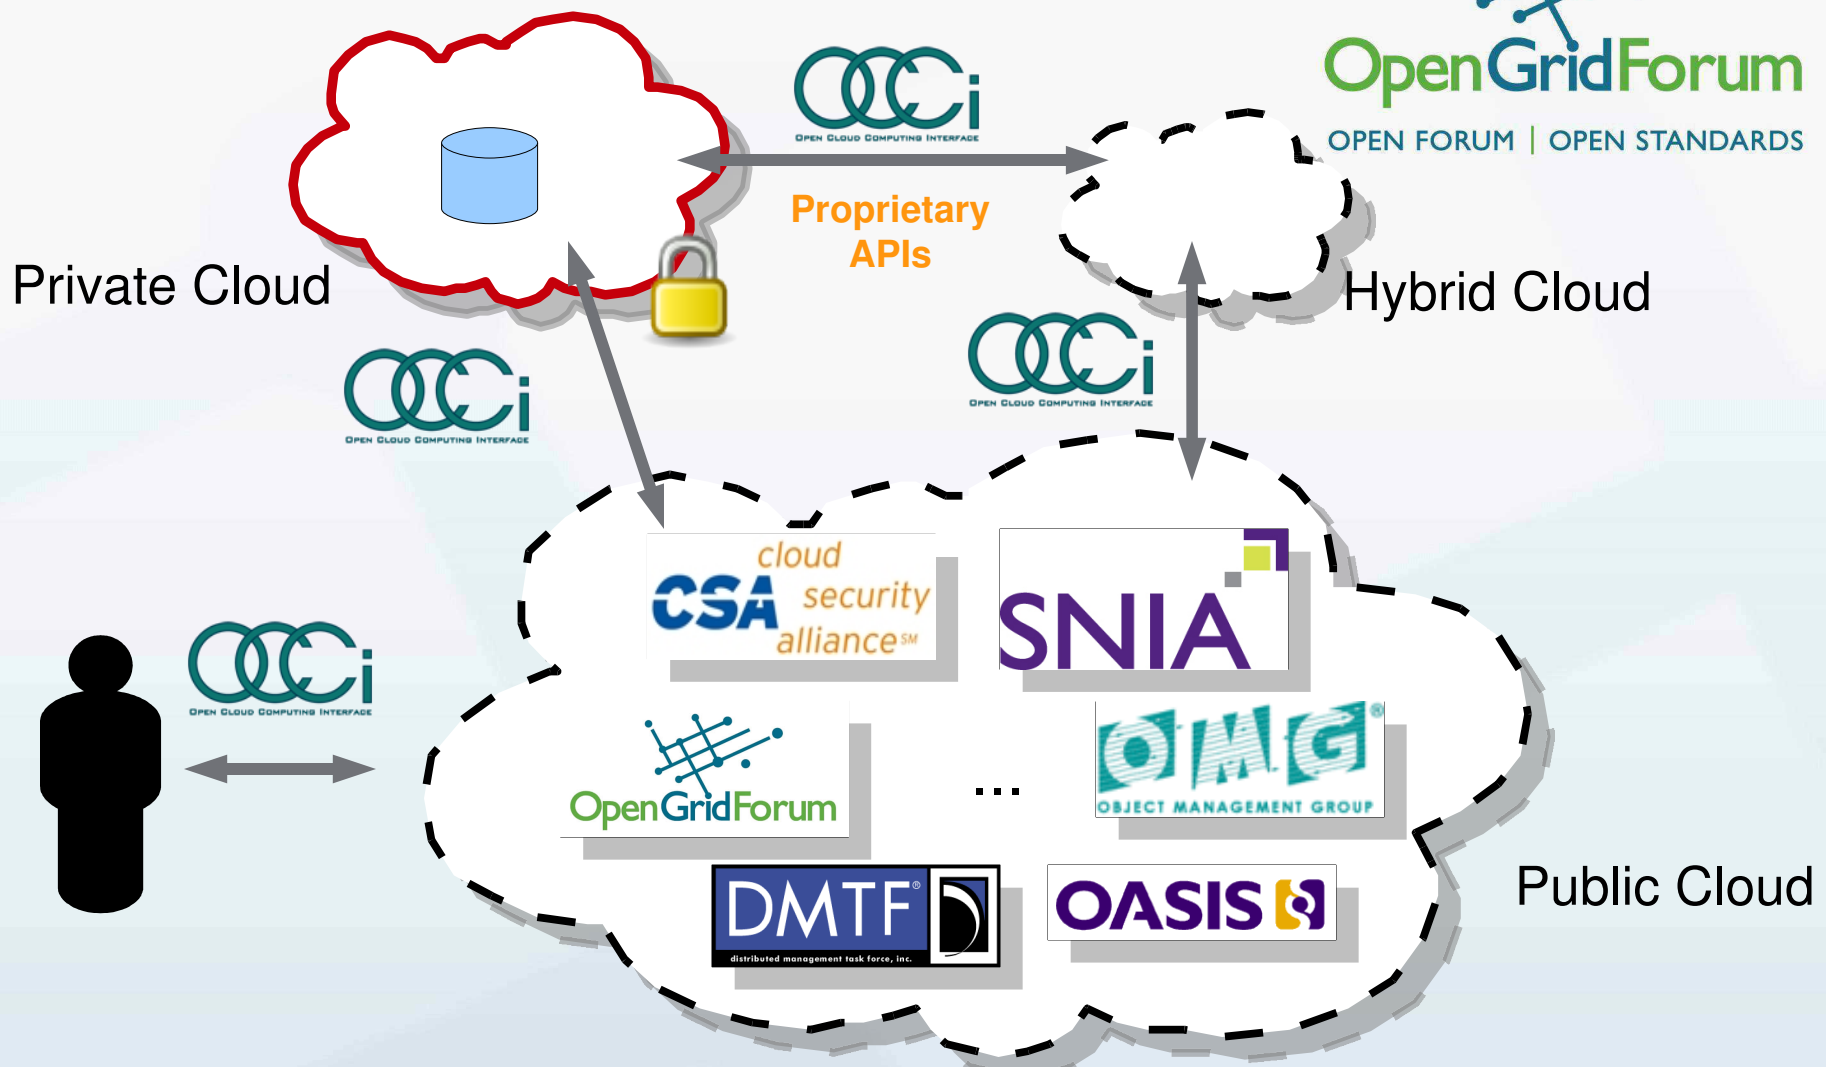 OCCi
OPEN CLOUD COMPUTING INTERFACE
OpenGridForum
OPEN FORUM | OPEN STANDARDS
Proprietary
APIs
Private Cloud
Hybrid Cloud
OCCi
OPEN CLOUD COMPUTING INTERFACE
OCCi
OPEN CLOUD COMPUTING INTERFACE
cloud
CSA security
alliance SM
SNIA
OCCi
OPEN CLOUD COMPUTING INTERFACE
OpenGridForum
...
OMG®
OBJECT MANAGEMENT GROUP
DMTF®
distributed management task force, inc.
OASIS
Public Cloud